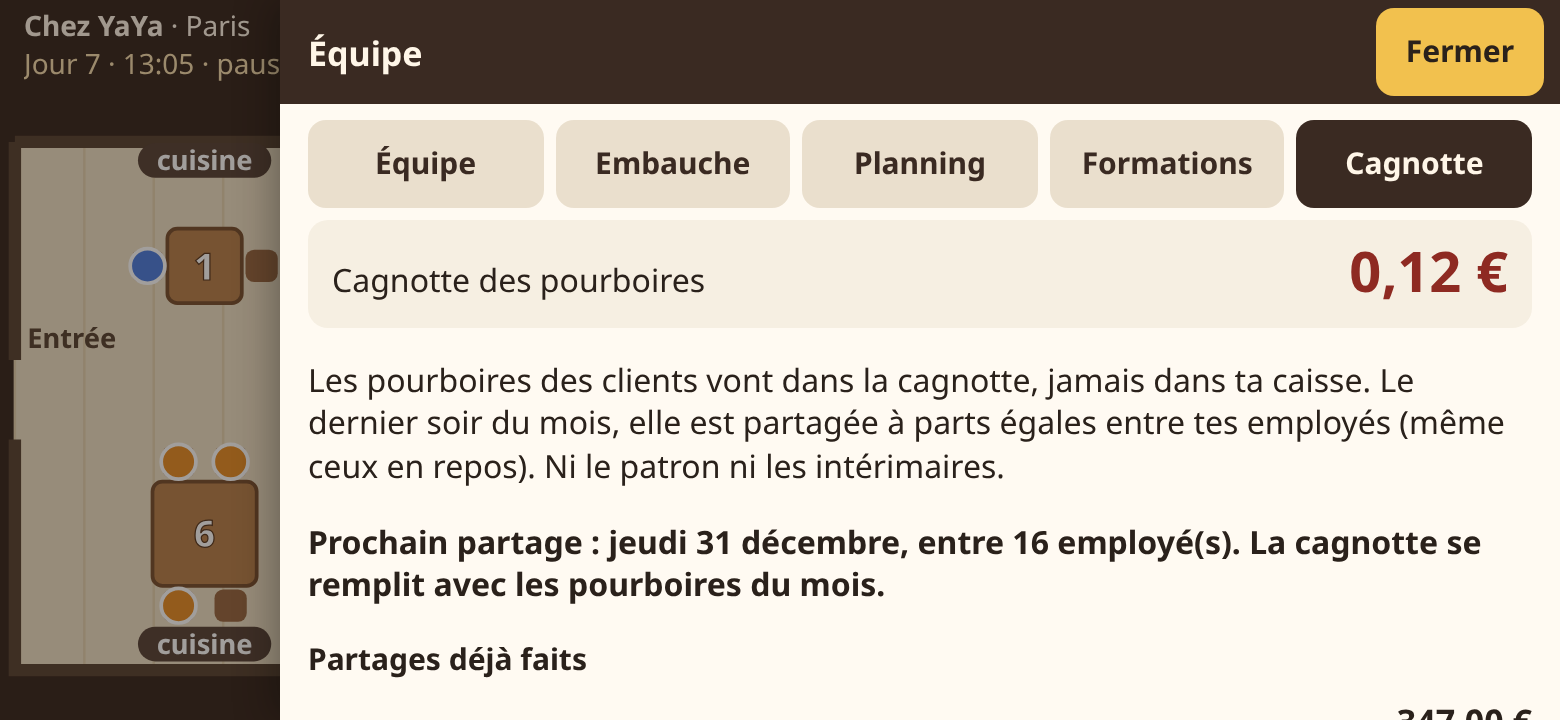 Chez YaYa · Paris
Jour 7 · 13:05 · paus
Équipe
Fermer
Équipe
Embauche
Planning
Formations
Cagnotte
Cagnotte des pourboires
0,12 €
Les pourboires des clients vont dans la cagnotte, jamais dans ta caisse. Le
dernier soir du mois, elle est partagée à parts égales entre tes employés (même
ceux en repos). Ni le patron ni les intérimaires.
Prochain partage : jeudi 31 décembre, entre 16 employé(s). La cagnotte se
remplit avec les pourboires du mois.
Partages déjà faits
347,00 €
cuisine
1
Entrée
6
cuisine